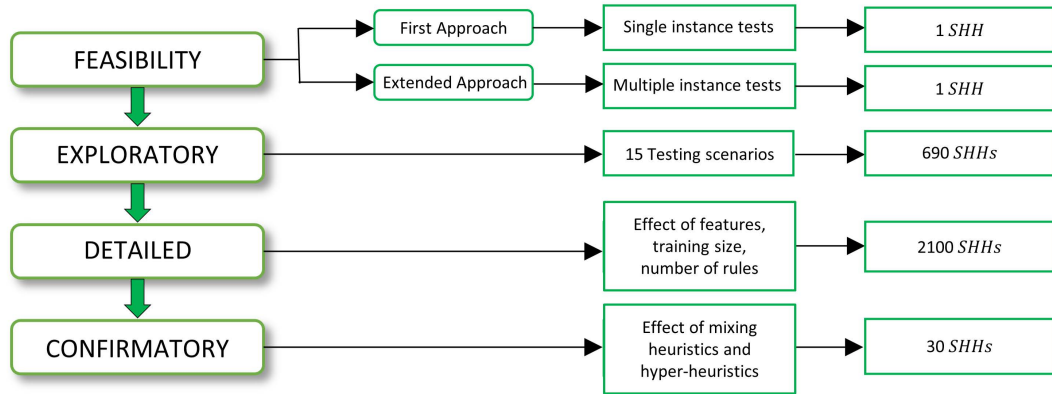 FEASIBILITY
First Approach
Single instance tests
1 SHH
Extended Approach
Multiple instance tests
1 SHH
EXPLORATORY
15 Testing scenarios
690 SHHs
DETAILED
Effect of features,
training size,
number of rules
2100 SHHs
CONFIRMATORY
Effect of mixing
heuristics and
hyper-heuristics
30 SHHs